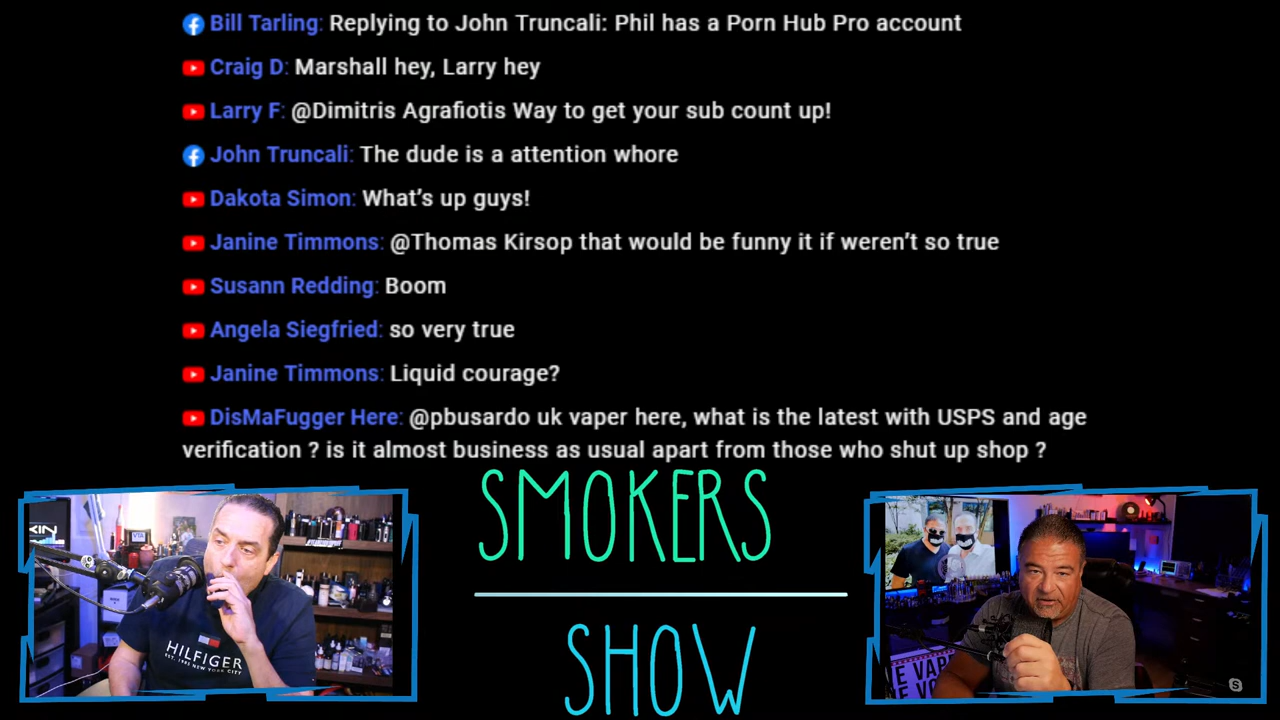 Bill Tarling: Replying to John Truncali: Phil has a Porn Hub Pro account
Craig D: Marshall hey, Larry hey
Larry F: @Dimitris Agrafiotis Way to get your sub count up!
John Truncali: The dude is a attention whore
Dakota Simon: What's up guys!
Janine Timmons: @Thomas Kirsop that would be funny it if weren't so true
Susann Redding: Boom
Angela Siegfried: so very true
Janine Timmons: Liquid courage?
DisMaFugger Here: @pbusardo uk vaper here, what is the latest with USPS and age
verification ? is it almost business as usual apart from those who shut up shop ?
SMOKERS
SHOW
HILFIGER